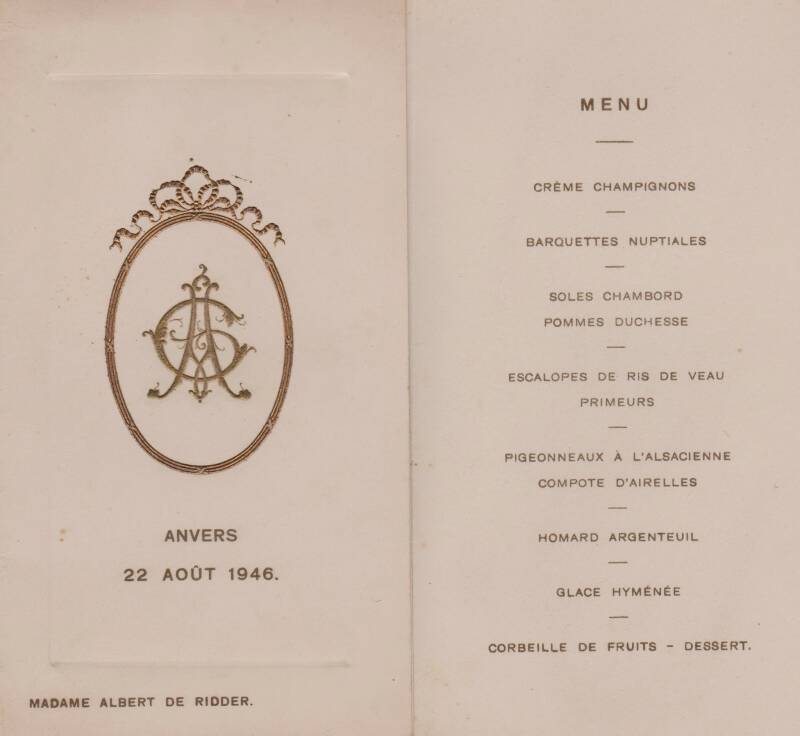 ANVERS
22 AOÛT 1946.
MADAME ALBERT DE RIDDER.
MENU
CRÈME CHAMPIGNONS
BARQUETTES NUPTIALES
SOLES CHAMBORD
POMMES DUCHESSE
ESCALOPES DE RIS DE VEAU
PRIMEURS
PIGEONNEAUX À L'ALSACIENNE
COMPOTE D'AIRELLES
HOMARD ARGENTEUIL
GLACE HYMÉNÉE
CORBEILLE DE FRUITS - DESSERT.